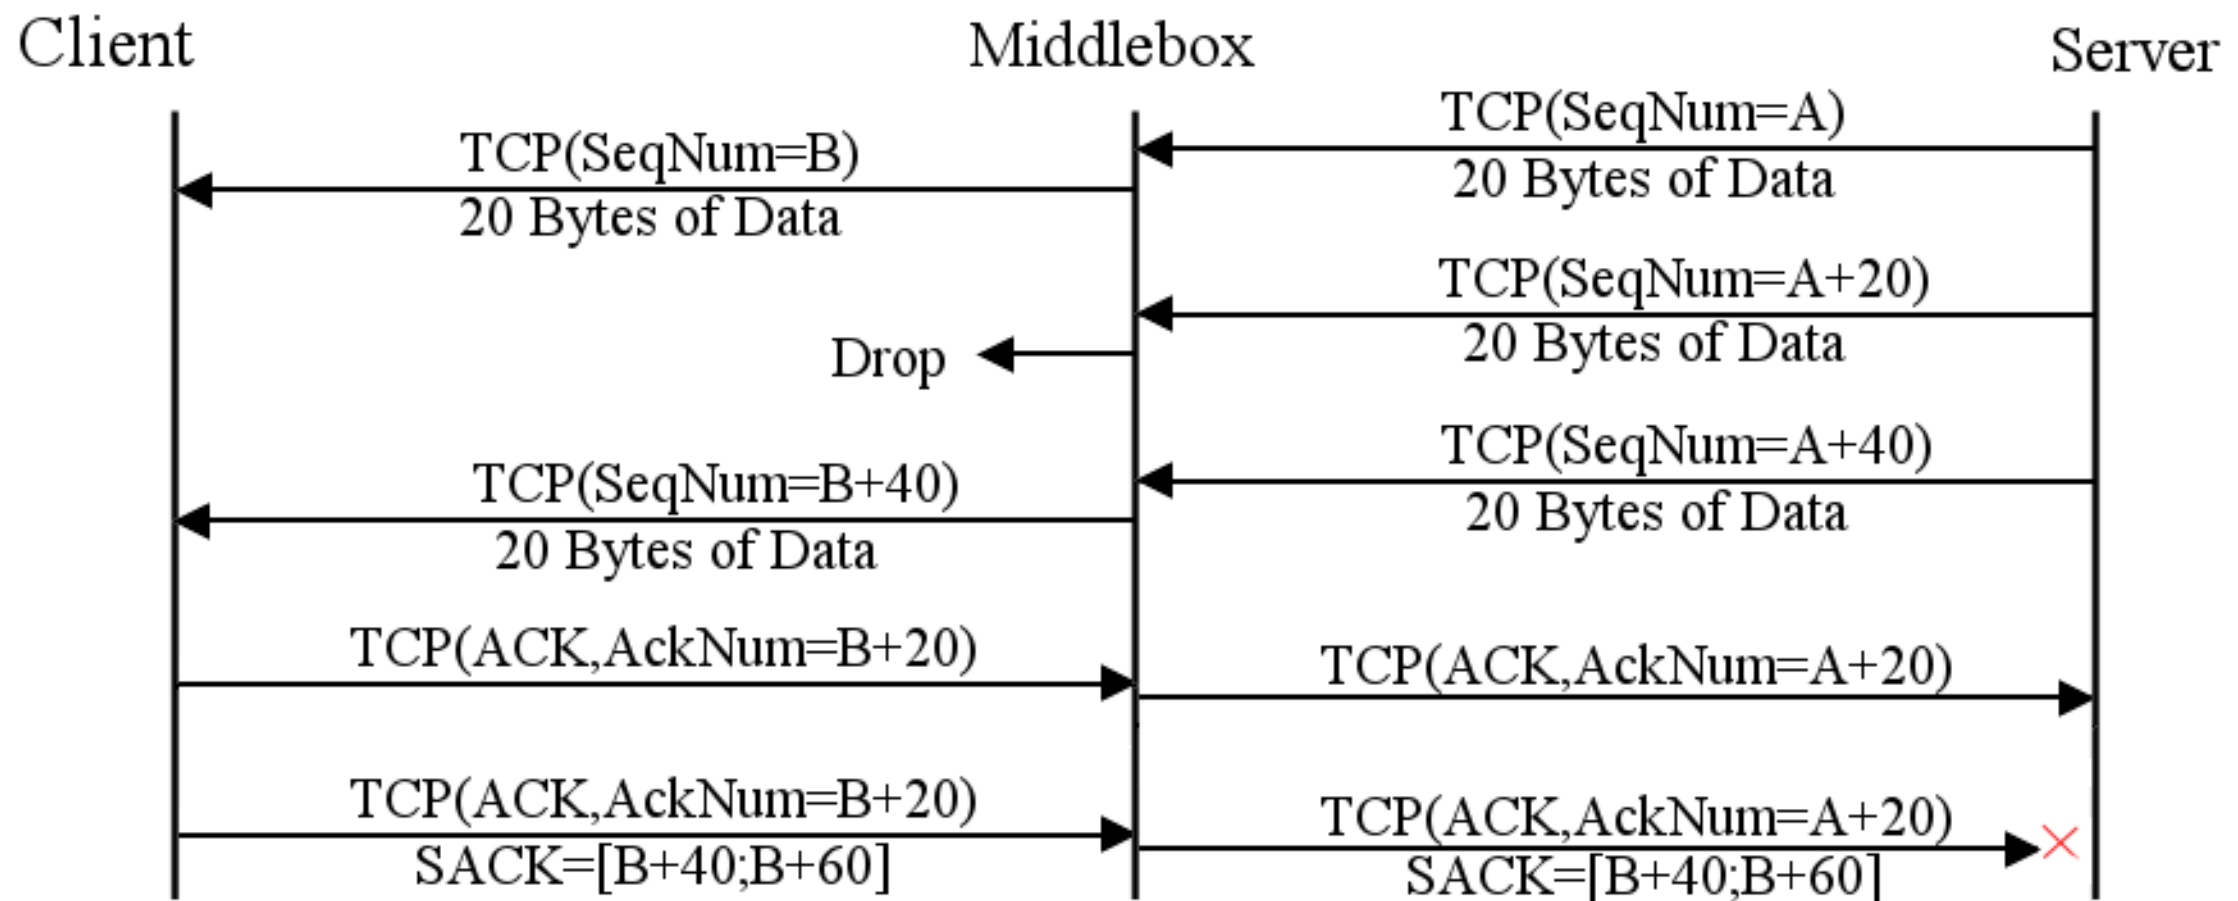 Client
Middlebox
Server
TCP(SeqNum=A)
20 Bytes of Data
TCP(SeqNum=B)
20 Bytes of Data
TCP(SeqNum=A+20)
20 Bytes of Data
Drop
TCP(SeqNum=A+40)
20 Bytes of Data
TCP(SeqNum=B+40)
20 Bytes of Data
TCP(ACK,AckNum=B+20)
TCP(ACK,AckNum=A+20)
TCP(ACK,AckNum=B+20)
SACK=[B+40;B+60]
TCP(ACK,AckNum=A+20)
SACK=[B+40;B+60]